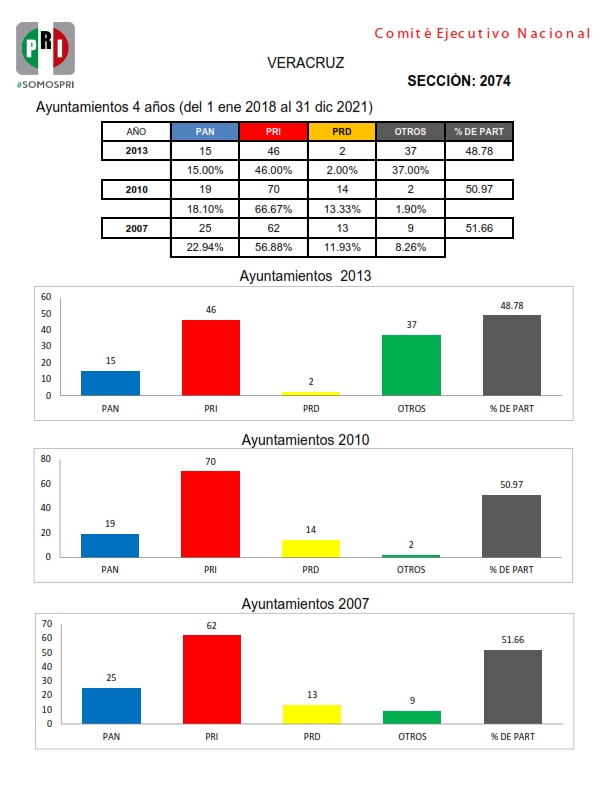 Comité Ejecutivo Nacional
PRI
#SOMOSPRI
VERACRUZ
SECCIÓN: 2074
Ayuntamientos 4 años (del 1 ene 2018 al 31 dic 2021)
AÑO PAN PRI PRD OTROS % DE PART
2013 15 46 2 37 48.78
15.00% 46.00% 2.00% 37.00%
2010 19 70 14 2 50.97
18.10% 66.67% 13.33% 1.90%
2007 25 62 13 9 51.66
22.94% 56.88% 11.93% 8.26%
Ayuntamientos 2013
60
50
40
30
20
10
0
15 46 2 37 48.78
PAN PRI PRD OTROS % DE PART
Ayuntamientos 2010
80
60
40
20
0
19 70 14 2 50.97
PAN PRI PRD OTROS % DE PART
Ayuntamientos 2007
70
60
50
40
30
20
10
0
25 62 13 9 51.66
PAN PRI PRD OTROS % DE PART